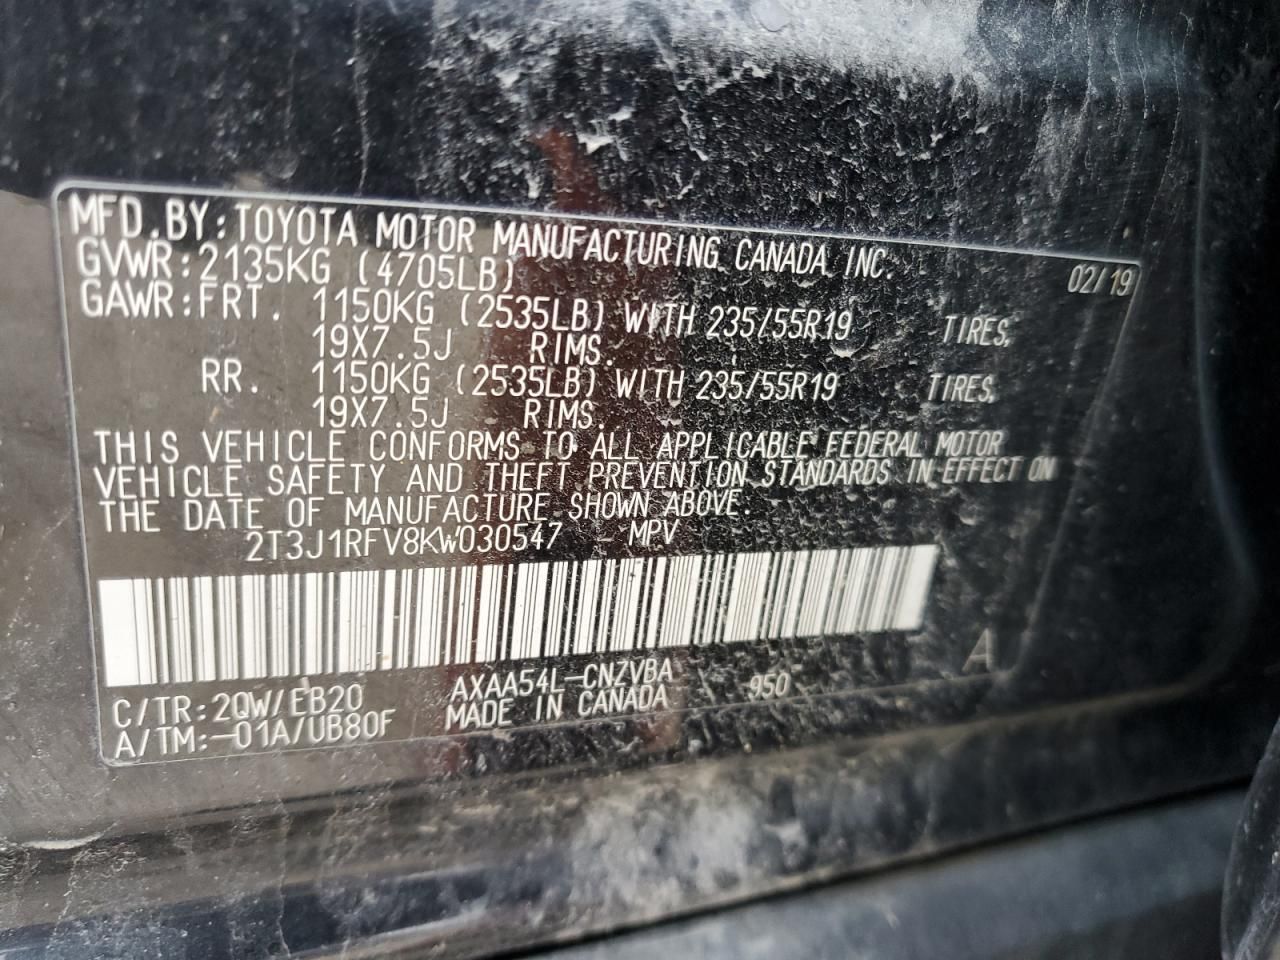 MFD.BY:TOYOTA MOTOR MANUFACTURING CANADA INC.
GVWR:2135KG (4705LB) 02/19
GAWR:FRT. 1150KG (2535LB) WITH 235/55R19 TIRES,
19X7.5J RIMS.
RR. 1150KG (2535LB) WITH 235/55R19 TIRES,
19X7.5J RIMS.
THIS VEHICLE CONFORMS TO ALL APPLICABLE FEDERAL MOTOR
VEHICLE SAFETY AND THEFT PREVENTION STANDARDS IN EFFECT ON
THE DATE OF MANUFACTURE SHOWN ABOVE.
2T3J1RFV8KW030547 MPV
A
C/TR:2QW/EB20 AXAA54L-CNZVBA 950
A/TM:-01A/UB80F MADE IN CANADA